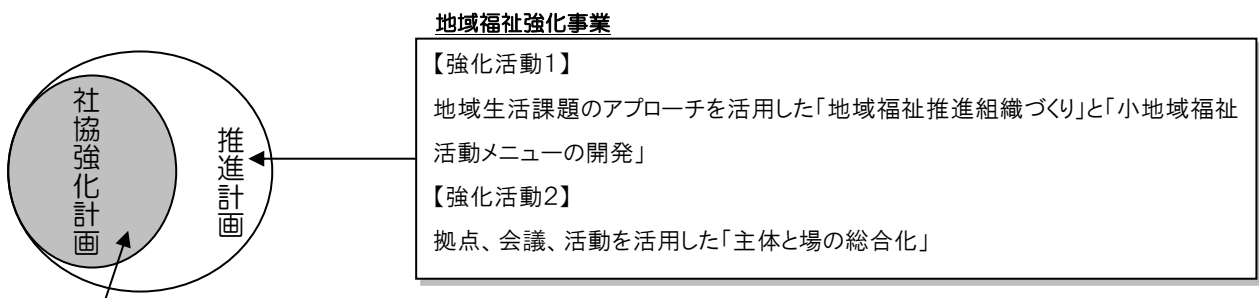 地域福祉強化事業
【強化活動1】
地域生活課題のアプローチを活用した「地域福祉推進組織づくり」と「小地域福祉
活動メニューの開発」
【強化活動2】
拠点、会議、活動を活用した「主体と場の総合化」
社協強化計画
推進計画